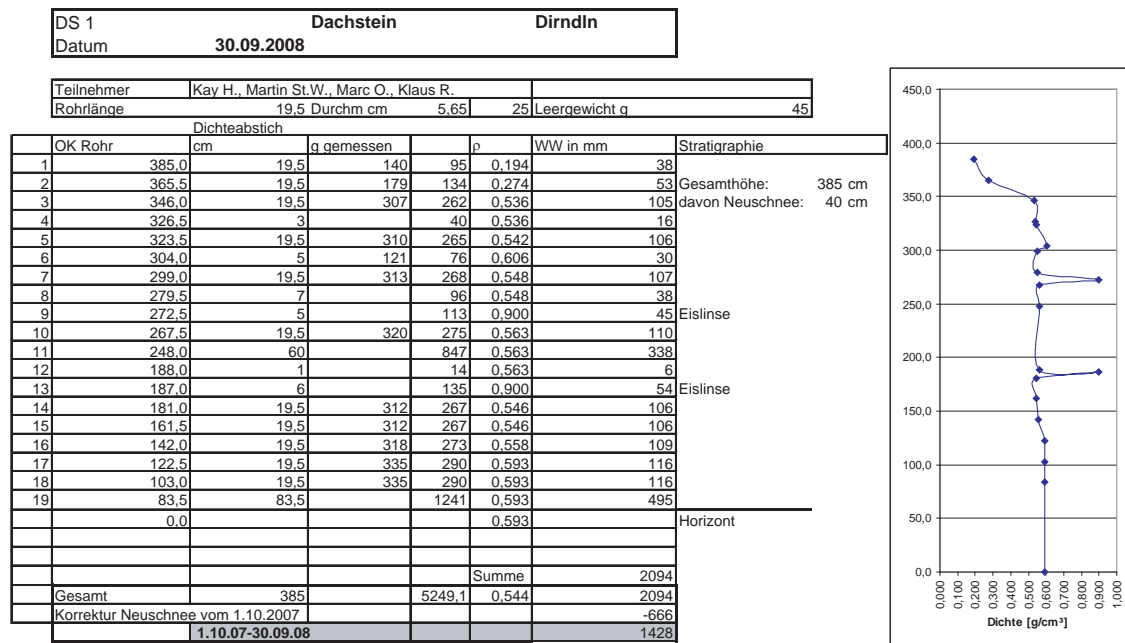 DS 1 Dachstein Dirndln
Datum 30.09.2008
Teilnehmer Kay H., Martin St.W., Marc O., Klaus R.
Rohrlänge 19,5 Durchm cm 5,65 25 Leergewicht g 45
Dichteabstich
OK Rohr cm g gemessen ρ WW in mm Stratigraphie
1 385,0 19,5 140 95 0,194 38
2 365,5 19,5 179 134 0,274 53 Gesamthöhe: 385 cm
3 346,0 19,5 307 262 0,536 105 davon Neuschnee: 40 cm
4 326,5 3 40 0,536 16
5 323,5 19,5 310 265 0,542 106
6 304,0 5 121 76 0,606 30
7 299,0 19,5 313 268 0,548 107
8 279,5 7 96 0,548 38
9 272,5 5 113 0,900 45 Eislinse
10 267,5 19,5 320 275 0,563 110
11 248,0 60 847 0,563 338
12 188,0 1 14 0,563 6
13 187,0 6 135 0,900 54 Eislinse
14 181,0 19,5 312 267 0,546 106
15 161,5 19,5 312 267 0,546 106
16 142,0 19,5 318 273 0,558 109
17 122,5 19,5 335 290 0,593 116
18 103,0 19,5 335 290 0,593 116
19 83,5 83,5 1241 0,593 495
0,0 0,593 Horizont
Summe 2094
Gesamt 385 5249,1 0,544 2094
Korrektur Neuschnee vom 1.10.2007 -666
1.10.07-30.09.08 1428
450,0
400,0
350,0
300,0
250,0
200,0
150,0
100,0
50,0
0,0
0,000 0,100 0,200 0,300 0,400 0,500 0,600 0,700 0,800 0,900 1,000
Dichte [g/cm³]